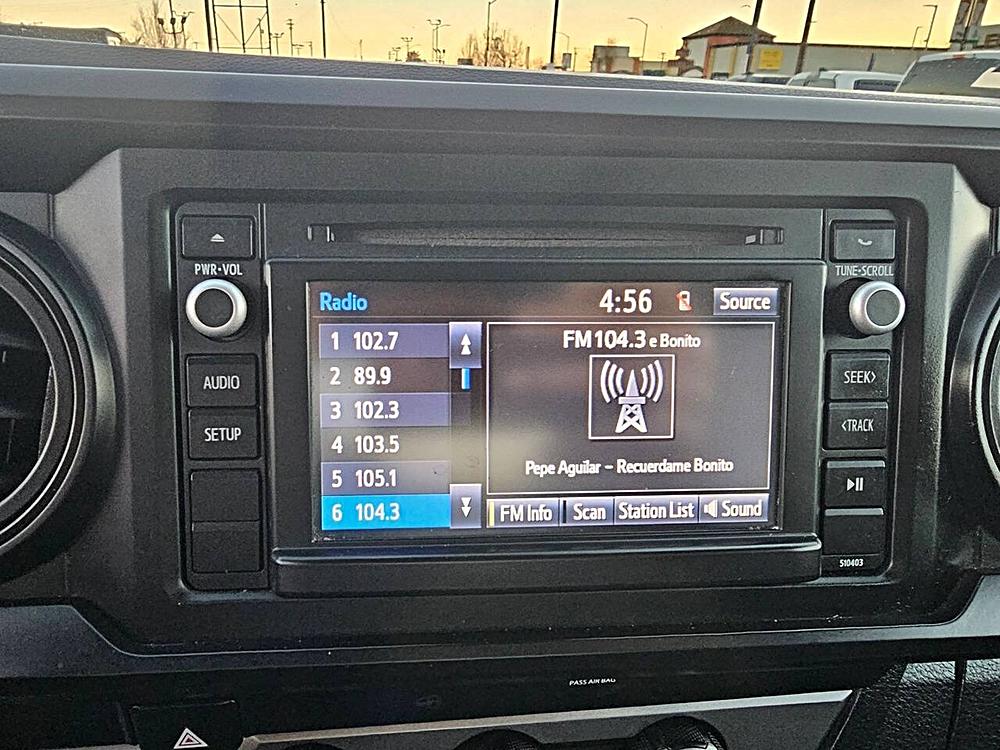 PWR•VOL
AUDIO
SETUP
Radio
4:56
Source
1 102.7
2 89.9
3 102.3
4 103.5
5 105.1
6 104.3
FM104.3 e Bonito
Pepe Aguilar - Recuerdame Bonito
FM Info
Scan
Station List
Sound
TUNE•SCROLL
SEEK>
<TRACK
510403
PASS AIR BAG